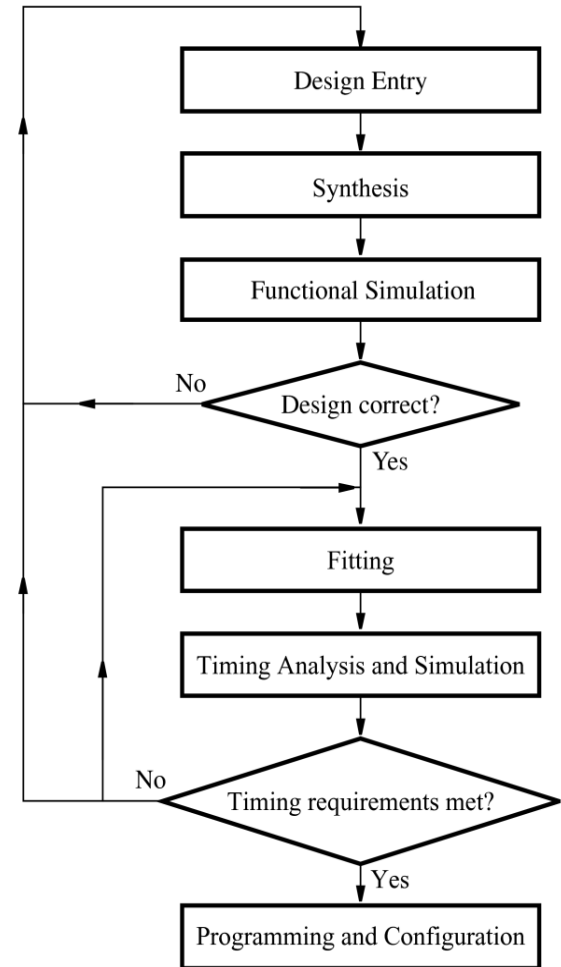 Design Entry
Synthesis
Functional Simulation
No
Design correct?
Yes
Fitting
Timing Analysis and Simulation
No
Timing requirements met?
Yes
Programming and Configuration